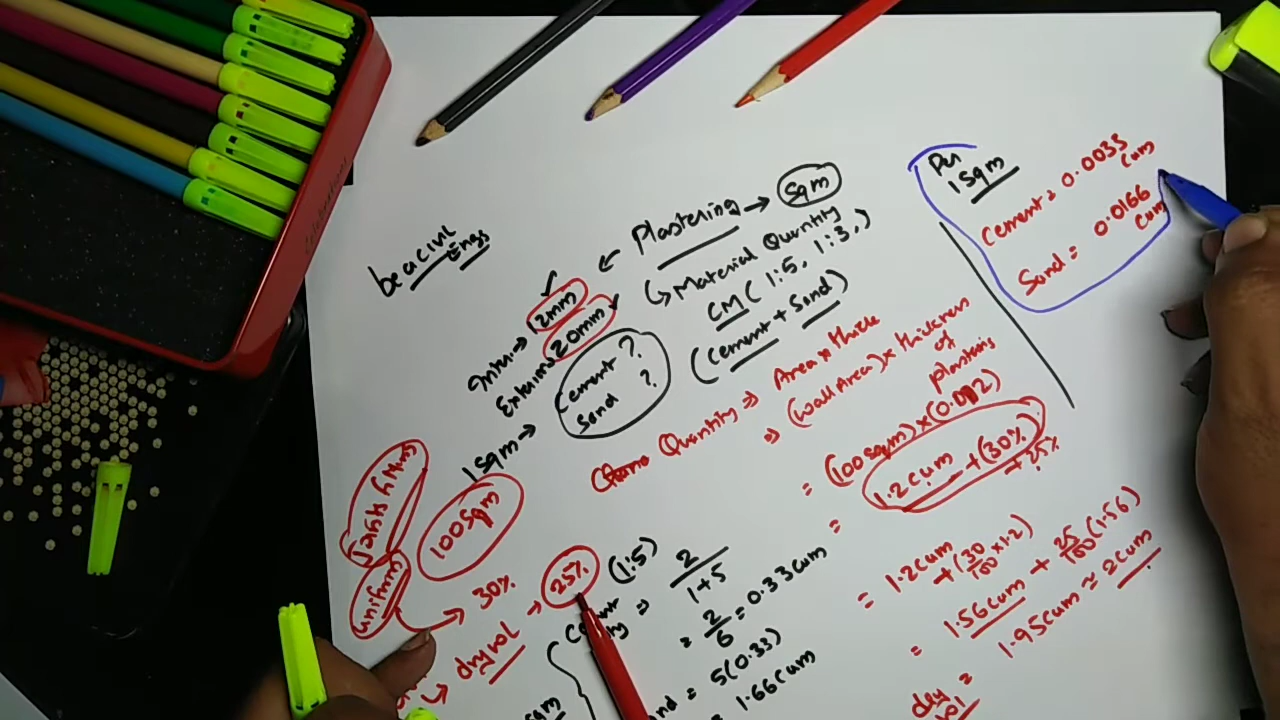 beacivil
engg
← Plastering → Sqm
↳ Material Quantity
CM (1:5, 1:3,)
(Cement + Sand)
Intern → 12mm
External 20mm
1 Sqm →
Cement ?
Sand ?
100 Sqm
Quantity ⇒ Area × thick
⇒ (Wall Area) × thickness
of
plastering
= (100 Sqm) × (0.012)
= 1.2 cum + (30%)
+ 25%
= 1.2 cum
+ (30/100 × 1.2)
= 1.56 cum + 25/100 (1.56)
1.95 cum ≈ 2 cum
dry =
vol
→ 30%
↳ dry vol → 25%
(1:5)
⇒ 2/1+5
= 2/6 = 0.33 cum
= 5(0.33)
1.66 cum
Per
1 Sqm
Cement = 0.0033
cum
Sand = 0.0166
cum
Celebrations